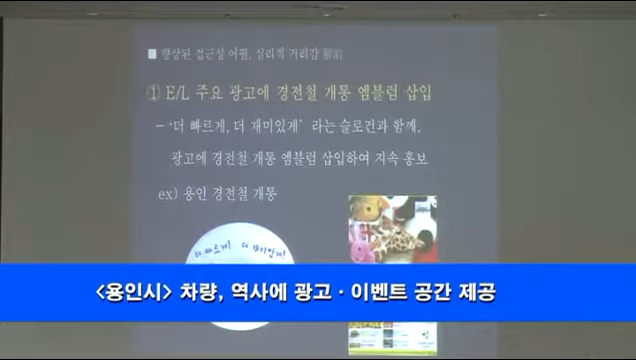 ■ 향상된 접근성 어필, 심리적 거리감 解消
① E/L 주요 광고에 경전철 개통 엠블럼 삽입
- ‘더 빠르게, 더 재미있게’ 라는 슬로건과 함께,
광고에 경전철 개통 엠블럼 삽입하여 지속 홍보
ex) 용인 경전철 개통
더 빠르게! 더 재미있게!
<용인시> 차량, 역사에 광고 · 이벤트 공간 제공